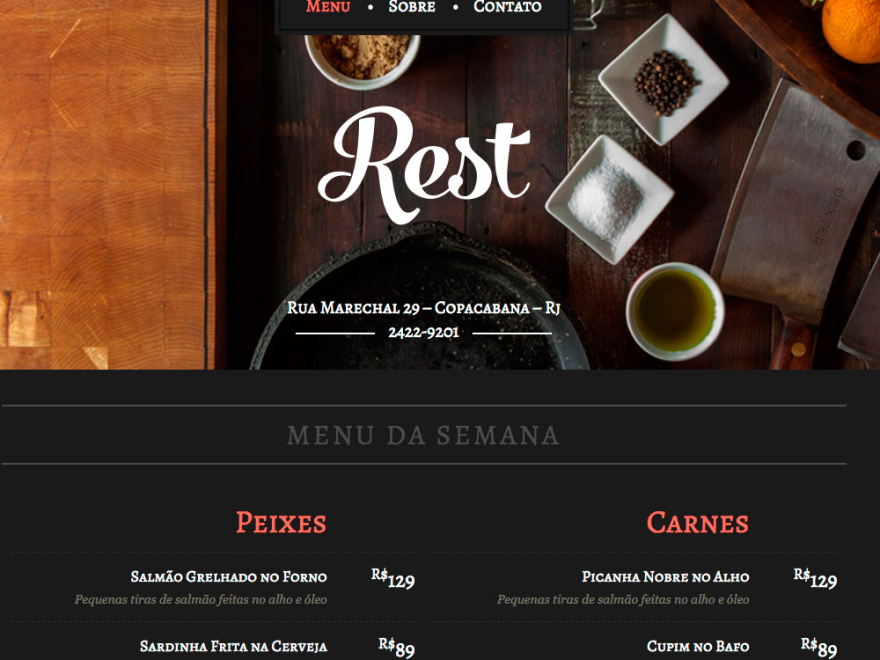 Menu • Sobre • Contato
Rest
Rua Marechal 29 – Copacabana – Rj
2422-9201
DEXTER
MENU DA SEMANA
Peixes
Salmão Grelhado no Forno R$129
Pequenas tiras de salmão feitas no alho e óleo
Sardinha Frita na Cerveja R$89
Carnes
Picanha Nobre no Alho R$129
Pequenas tiras de salmão feitas no alho e óleo
Cupim no Bafo R$89